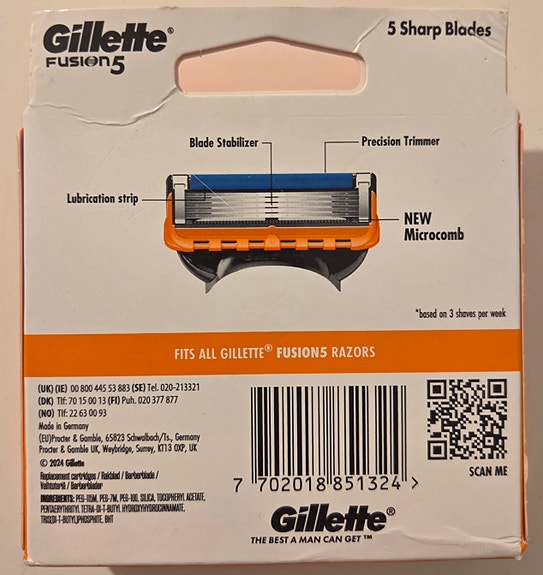 Gillette®
FUSION5
5 Sharp Blades
Blade Stabilizer
Precision Trimmer
Lubrication strip
NEW
Microcomb
*based on 3 shaves per week
FITS ALL GILLETTE® FUSION5 RAZORS
(UK) (IE) 00 800 445 53 883 (SE) Tel. 020-213321
(DK) Tlf: 70 15 00 13 (FI) Puh. 020 377 877
(NO) Tlf: 22 63 00 93
Made in Germany
(EU)Procter & Gamble, 65823 Schwalbach/Ts., Germany
Procter & Gamble UK, Weybridge, Surrey, KT13 0XP, UK
© 2024 Gillette
Replacement cartridges / Rakblad / Barberblade /
Vaihtoterä / Barberblader
INGREDIENTS: PEG-115M, PEG-7M, PEG-100, SILICA, TOCOPHERYL ACETATE,
PENTAERYTHRITYL TETRA-DI-T-BUTYL HYDROXYHYDROCINNAMATE,
TRIS(DI-T-BUTYL)PHOSPHITE, BHT
7 702018 851324 >
SCAN ME
Gillette®
THE BEST A MAN CAN GET™